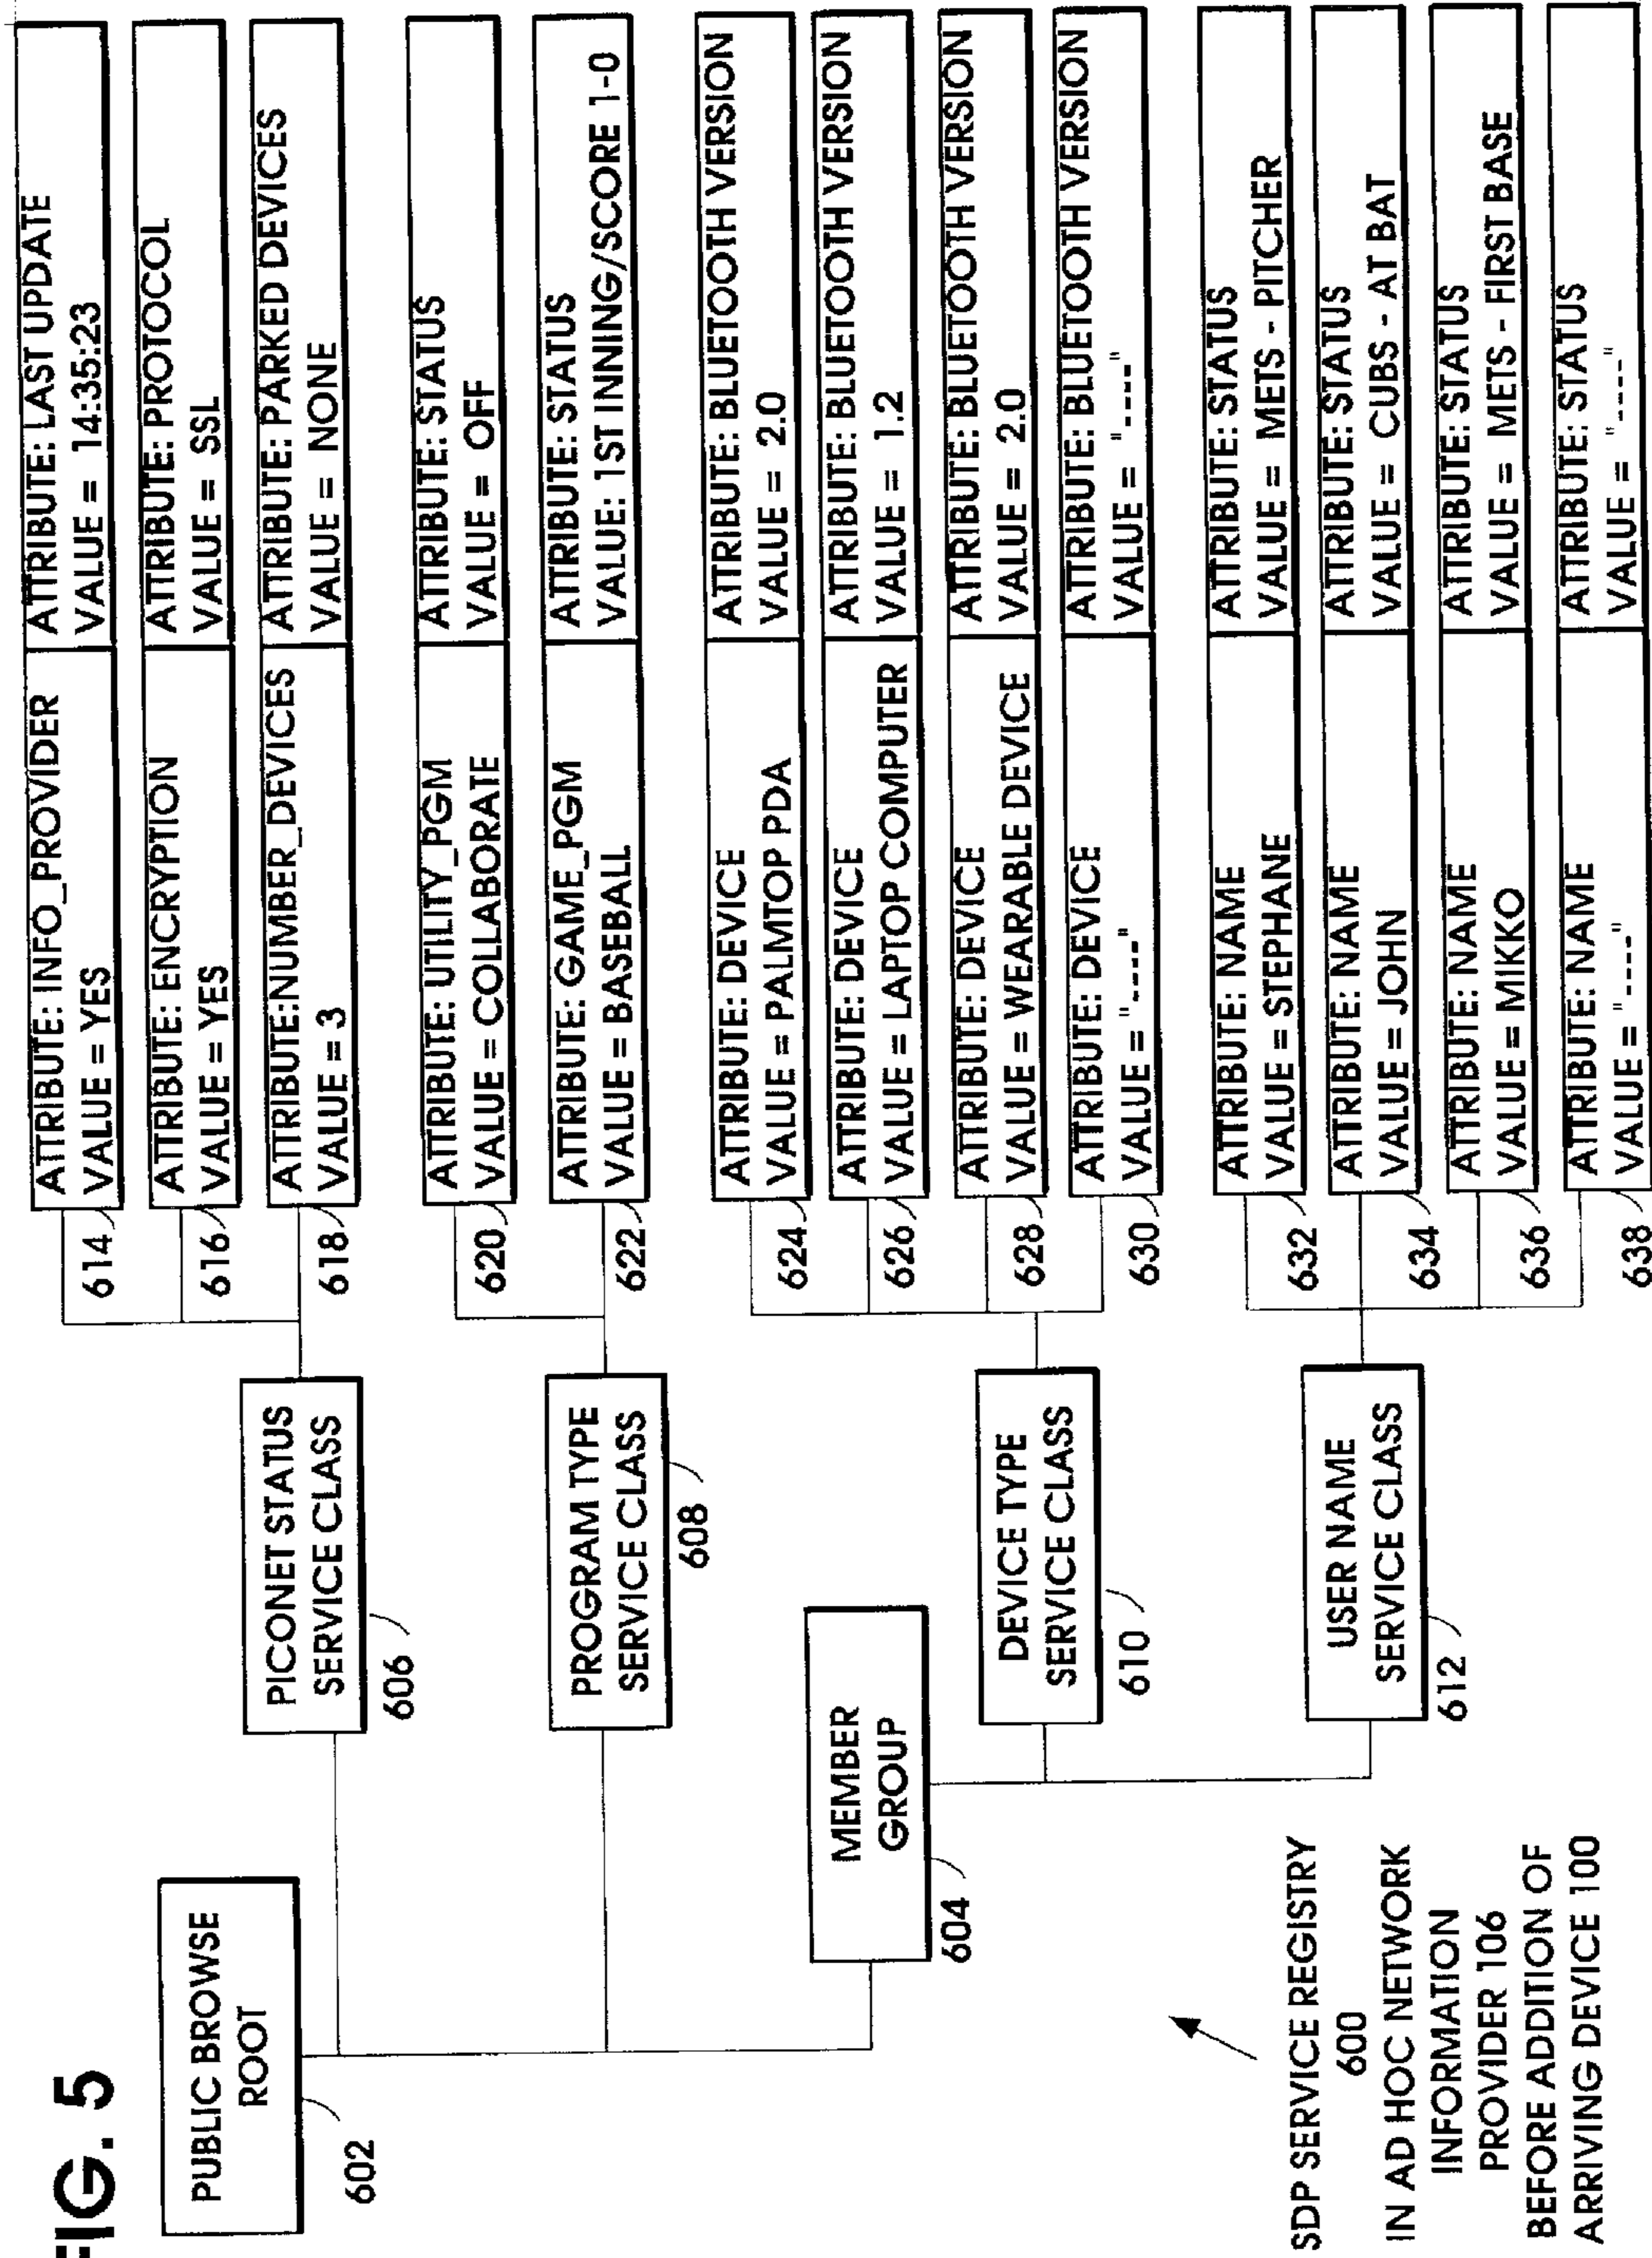 FIG. 5
PUBLIC BROWSE
ROOT
602
PICONET STATUS
SERVICE CLASS
606
ATTRIBUTE: INFO_PROVIDER
VALUE = YES
ATTRIBUTE: LAST UPDATE
VALUE = 14:35:23
614
ATTRIBUTE: ENCRYPTION
VALUE = YES
ATTRIBUTE: PROTOCOL
VALUE = SSL
616
ATTRIBUTE:NUMBER_DEVICES
VALUE = 3
ATTRIBUTE: PARKED DEVICES
VALUE = NONE
618
PROGRAM TYPE
SERVICE CLASS
608
ATTRIBUTE: UTILITY_PGM
VALUE = COLLABORATE
ATTRIBUTE: STATUS
VALUE = OFF
620
ATTRIBUTE: GAME_PGM
VALUE = BASEBALL
ATTRIBUTE: STATUS
VALUE: 1ST INNING/SCORE 1-0
622
MEMBER
GROUP
604
DEVICE TYPE
SERVICE CLASS
610
ATTRIBUTE: DEVICE
VALUE = PALMTOP PDA
ATTRIBUTE: BLUETOOTH VERSION
VALUE = 2.0
624
ATTRIBUTE: DEVICE
VALUE = LAPTOP COMPUTER
ATTRIBUTE: BLUETOOTH VERSION
VALUE = 1.2
626
ATTRIBUTE: DEVICE
VALUE = WEARABLE DEVICE
ATTRIBUTE: BLUETOOTH VERSION
VALUE = 2.0
628
ATTRIBUTE: DEVICE
VALUE = "----"
ATTRIBUTE: BLUETOOTH VERSION
VALUE = "----"
630
USER NAME
SERVICE CLASS
612
ATTRIBUTE: NAME
VALUE = STEPHANE
ATTRIBUTE: STATUS
VALUE = METS - PITCHER
632
ATTRIBUTE: NAME
VALUE = JOHN
ATTRIBUTE: STATUS
VALUE = CUBS - AT BAT
634
ATTRIBUTE: NAME
VALUE = MIKKO
ATTRIBUTE: STATUS
VALUE = METS - FIRST BASE
636
ATTRIBUTE: NAME
VALUE = "----"
ATTRIBUTE: STATUS
VALUE = "----"
638
SDP SERVICE REGISTRY
600
IN AD HOC NETWORK
INFORMATION
PROVIDER 106
BEFORE ADDITION OF
ARRIVING DEVICE 100